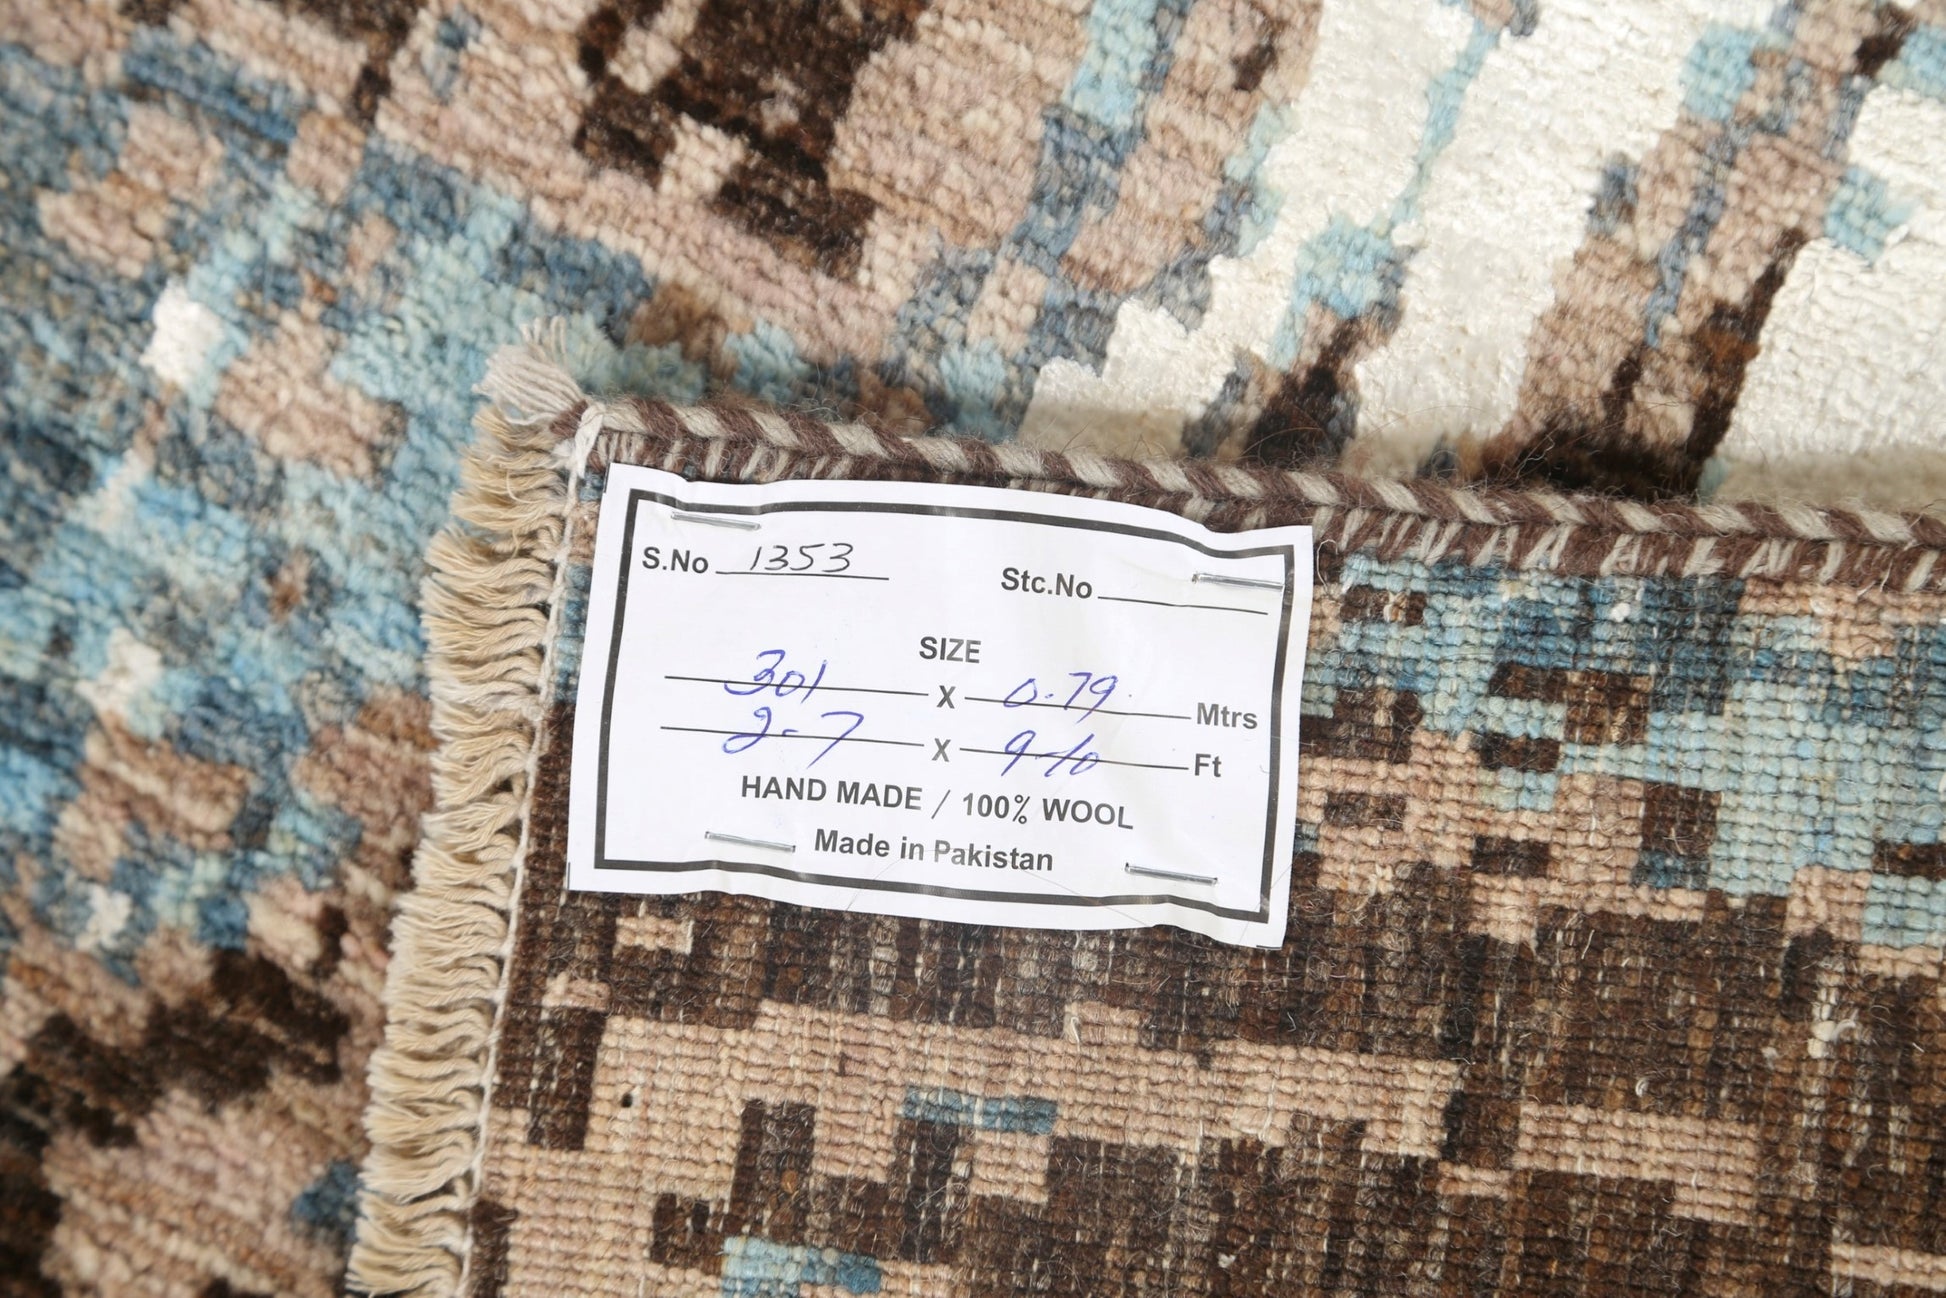 S.No 1353 Stc.No
SIZE
301 X 0.79 Mtrs
2-7 X 9-10 Ft
HAND MADE / 100% WOOL
Made in Pakistan